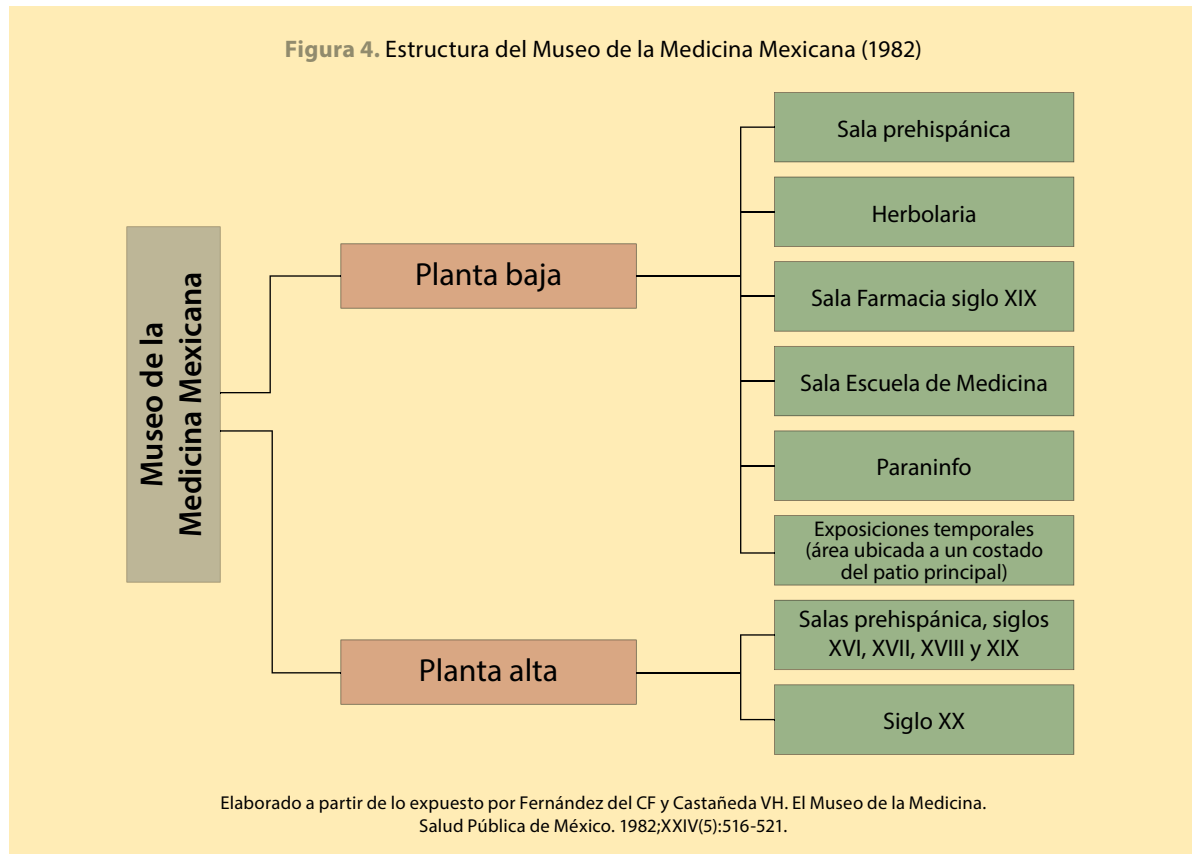 Figura 4. Estructura del Museo de la Medicina Mexicana (1982)
Museo de la
Medicina Mexicana
Planta baja
Sala prehispánica
Herbolaria
Sala Farmacia siglo XIX
Sala Escuela de Medicina
Paraninfo
Exposiciones temporales
(área ubicada a un costado
del patio principal)
Planta alta
Salas prehispánica, siglos
XVI, XVII, XVIII y XIX
Siglo XX
Elaborado a partir de lo expuesto por Fernández del CF y Castañeda VH. El Museo de la Medicina.
Salud Pública de México. 1982;XXIV(5):516-521.